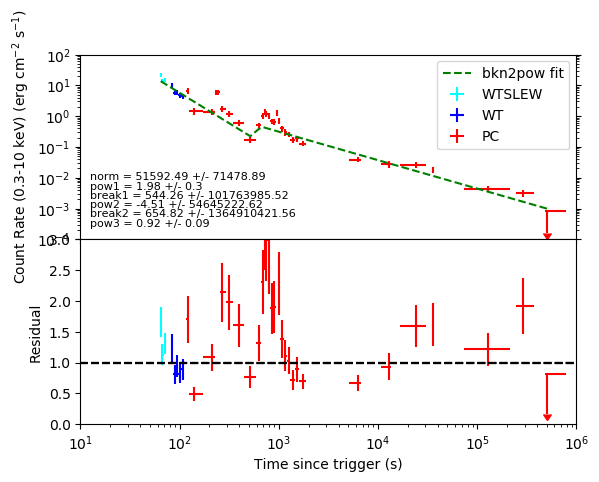 Count Rate (0.3-10 keV) (erg cm⁻² s⁻¹)
10²
10¹
10⁰
10⁻¹
10⁻²
10⁻³
10⁻⁴
bkn2pow fit
WTSLEW
WT
PC
norm = 51592.49 +/- 71478.89
pow1 = 1.98 +/- 0.3
break1 = 544.26 +/- 101763985.52
pow2 = -4.51 +/- 54645222.62
break2 = 654.82 +/- 1364910421.56
pow3 = 0.92 +/- 0.09
Residual
3.0
2.5
2.0
1.5
1.0
0.5
0.0
10¹ 10² 10³ 10⁴ 10⁵ 10⁶
Time since trigger (s)